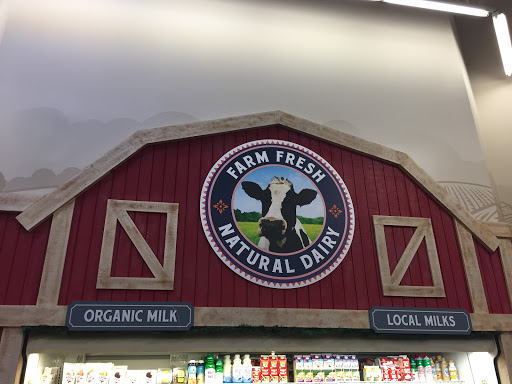 FARM FRESH
NATURAL DAIRY
ORGANIC MILK
LOCAL MILKS